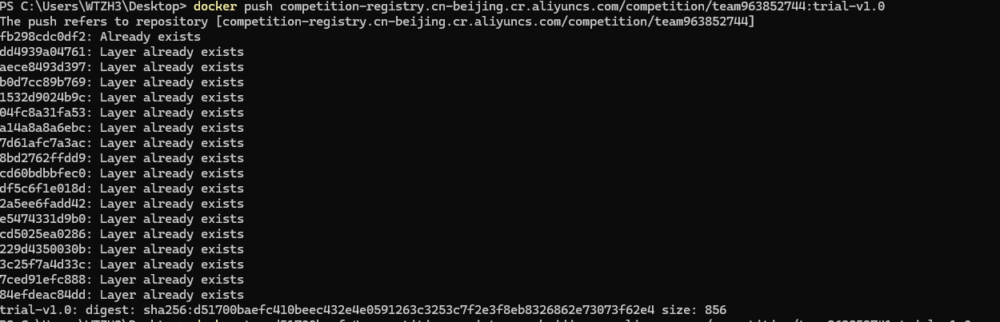 PS C:\Users\WTZH3\Desktop> docker push competition-registry.cn-beijing.cr.aliyuncs.com/competition/team963852744:trial-v1.0
The push refers to repository [competition-registry.cn-beijing.cr.aliyuncs.com/competition/team963852744]
fb298cdc0df2: Already exists
dd4939a04761: Layer already exists
aece8493d397: Layer already exists
b0d7cc89b769: Layer already exists
1532d9024b9c: Layer already exists
04fc8a31fa53: Layer already exists
a14a8a8a6ebc: Layer already exists
7d61afc7a3ac: Layer already exists
8bd2762ffdd9: Layer already exists
cd60bdbbfec0: Layer already exists
df5c6f1e018d: Layer already exists
2a5ee6fadd42: Layer already exists
e5474331d9b0: Layer already exists
cd5025ea0286: Layer already exists
229d4350030b: Layer already exists
3c25f7a4d33c: Layer already exists
7ced91efc888: Layer already exists
84efdeac84dd: Layer already exists
trial-v1.0: digest: sha256:d51700baefc410beec432e4e0591263c3253c7f2e3f8eb8326862e73073f62e4 size: 856